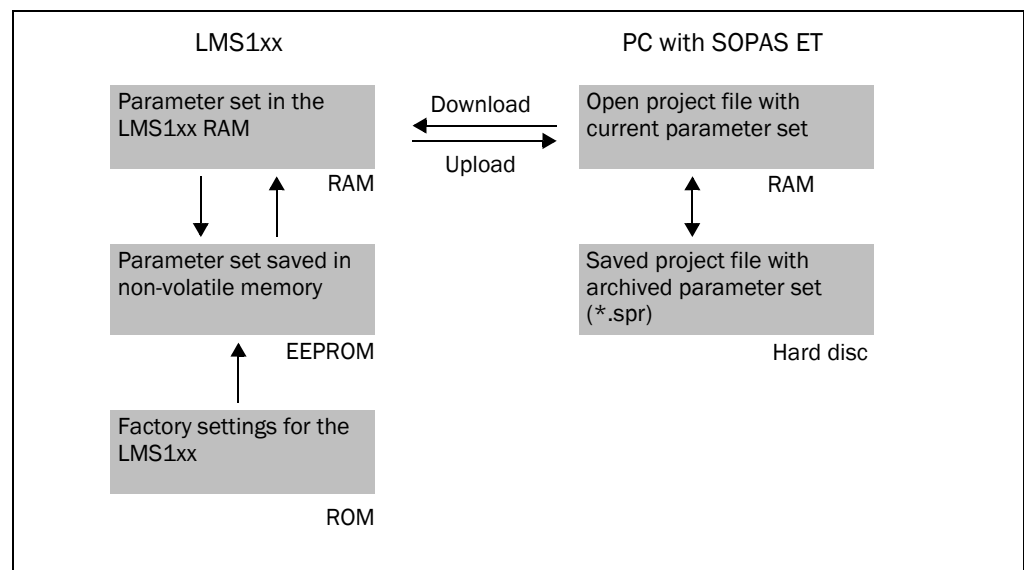 LMS1xx
PC with SOPAS ET
Parameter set in the
LMS1xx RAM
RAM
Download
Upload
Open project file with
current parameter set
RAM
Parameter set saved in
non-volatile memory
EEPROM
Saved project file with
archived parameter set
(*.spr)
Hard disc
Factory settings for the
LMS1xx
ROM